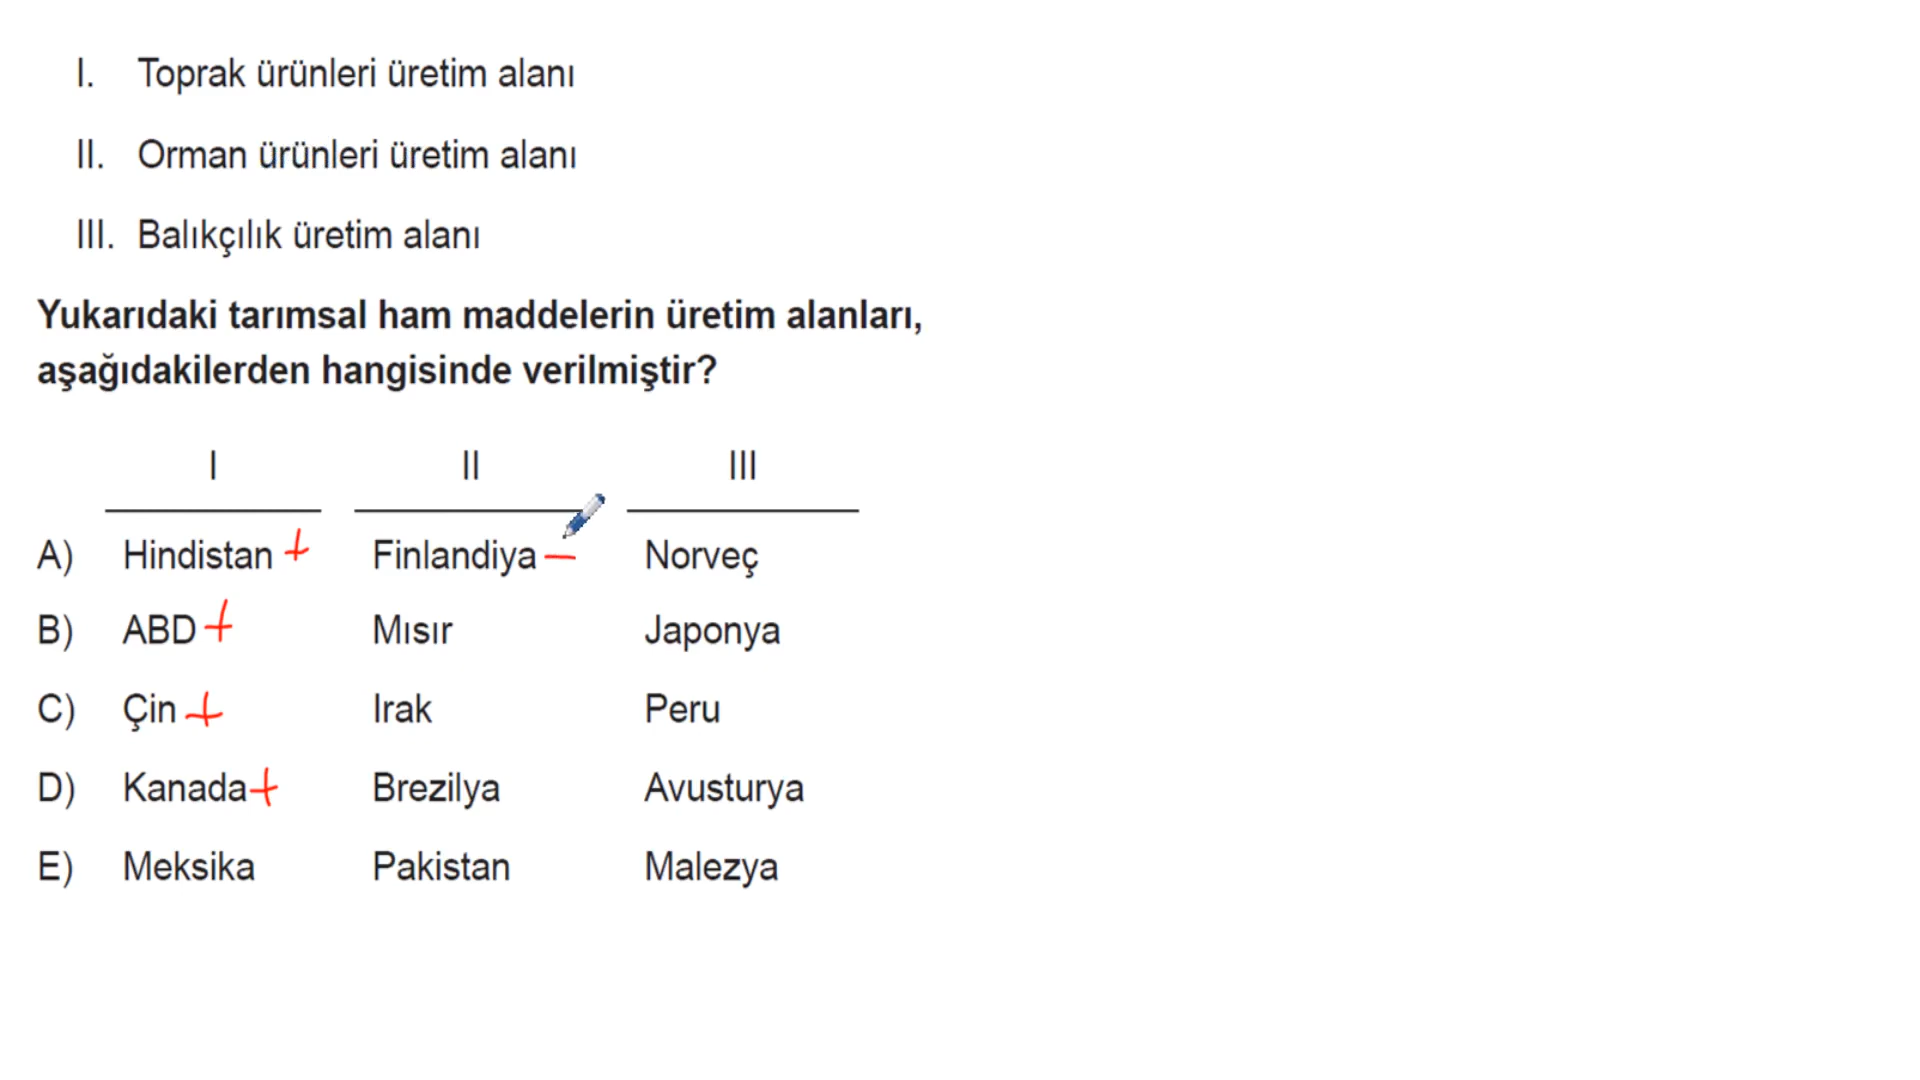 I. Toprak ürünleri üretim alanı
II. Orman ürünleri üretim alanı
III. Balıkçılık üretim alanı
Yukarıdaki tarımsal ham maddelerin üretim alanları,
aşağıdakilerden hangisinde verilmiştir?
I II III
A) Hindistan + Finlandiya – Norveç
B) ABD + Mısır Japonya
C) Çin + Irak Peru
D) Kanada + Brezilya Avusturya
E) Meksika Pakistan Malezya